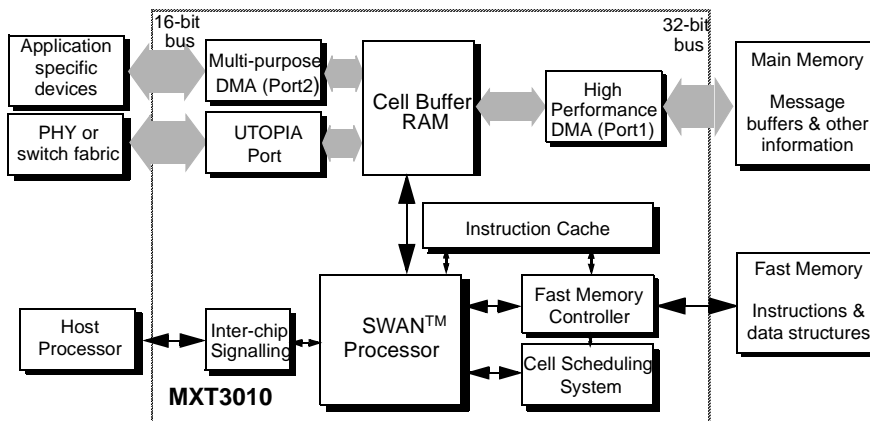 16-bit
bus
32-bit
bus
Application
specific
devices
Multi-purpose
DMA (Port2)
Cell Buffer
RAM
High
Performance
DMA (Port1)
Main Memory
Message
buffers & other
information
PHY or
switch fabric
UTOPIA
Port
Instruction Cache
Host
Processor
Inter-chip
Signalling
SWAN™
Processor
Fast Memory
Controller
Fast Memory
Instructions &
data structures
Cell Scheduling
System
MXT3010